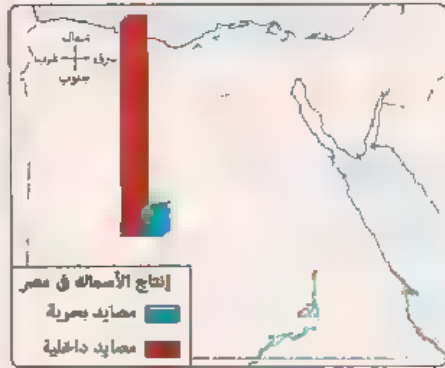 شمال
شرق
غرب
جنوب
إنتاج الأسماك في مصر
مصايد بحرية
مصايد داخلية